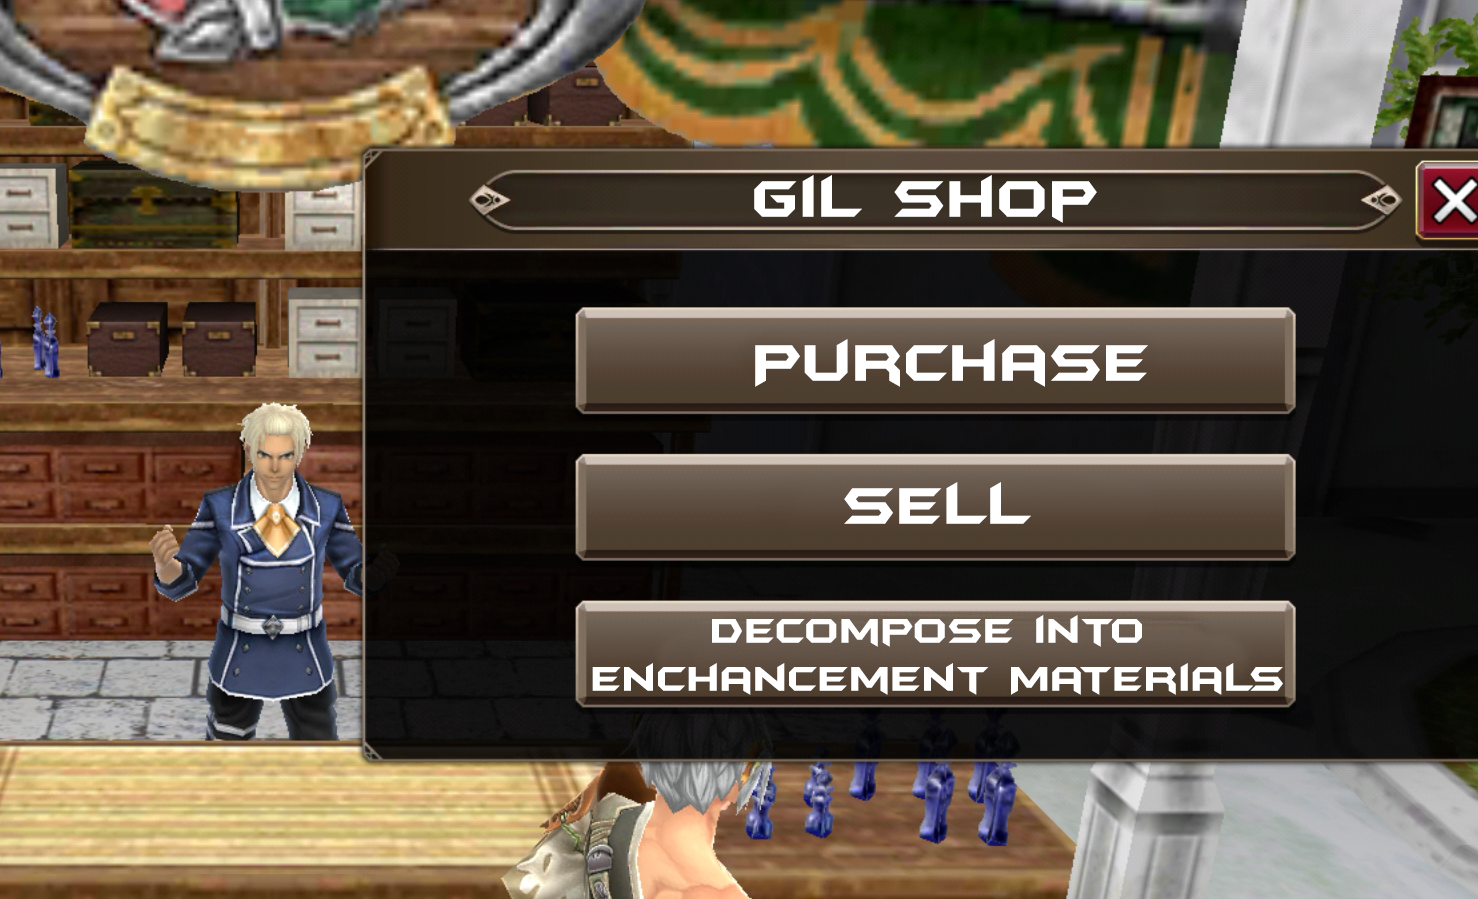 GIL SHOP
PURCHASE
SELL
DECOMPOSE INTO
ENCHANCEMENT MATERIALS